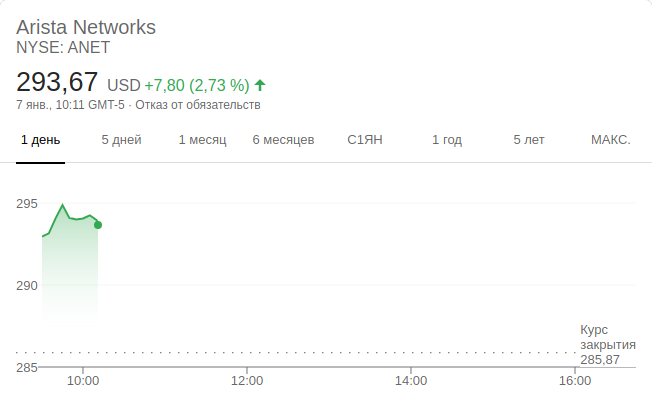 Arista Networks
NYSE: ANET
293,67 USD +7,80 (2,73 %)
7 янв., 10:11 GMT-5 · Отказ от обязательств
1 день 5 дней 1 месяц 6 месяцев С1ЯН 1 год 5 лет МАКС.
295
290
285
Курс
закрытия
285,87
10:00 12:00 14:00 16:00